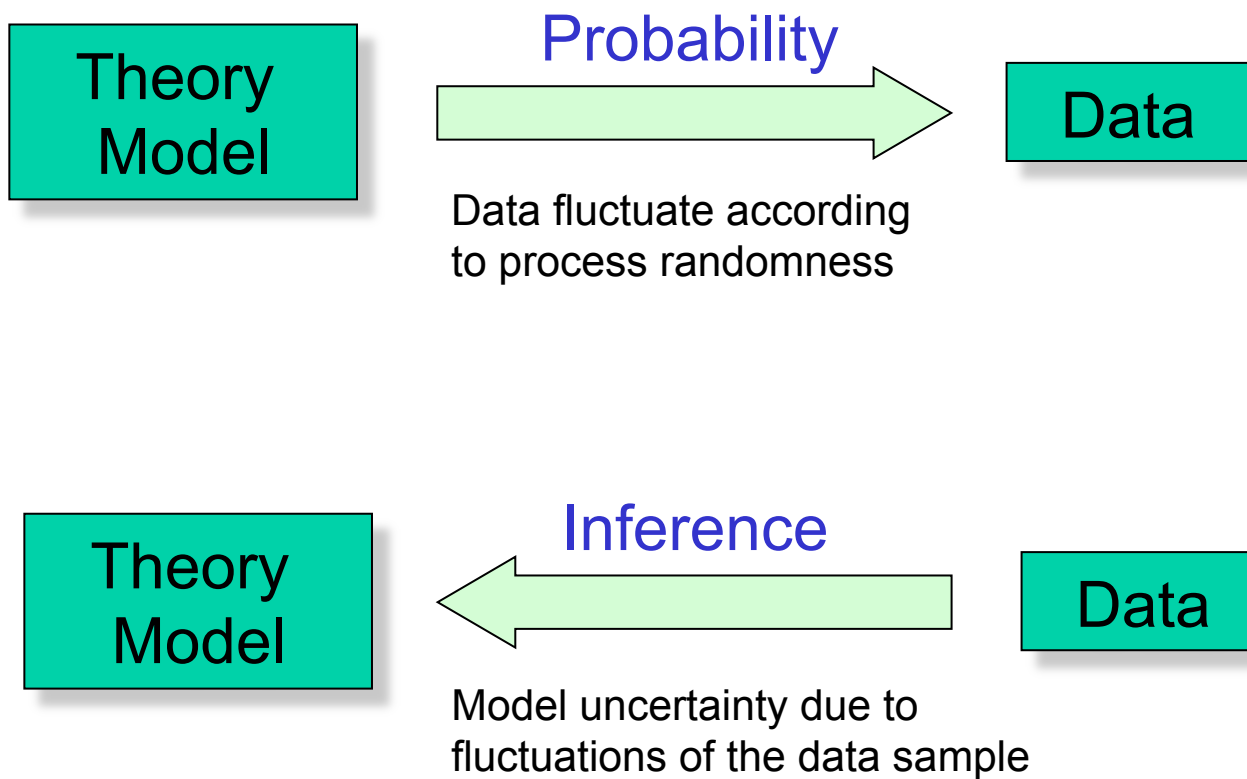 Probability
Theory
Model
Data
Data fluctuate according
to process randomness
Inference
Theory
Model
Data
Model uncertainty due to
fluctuations of the data sample